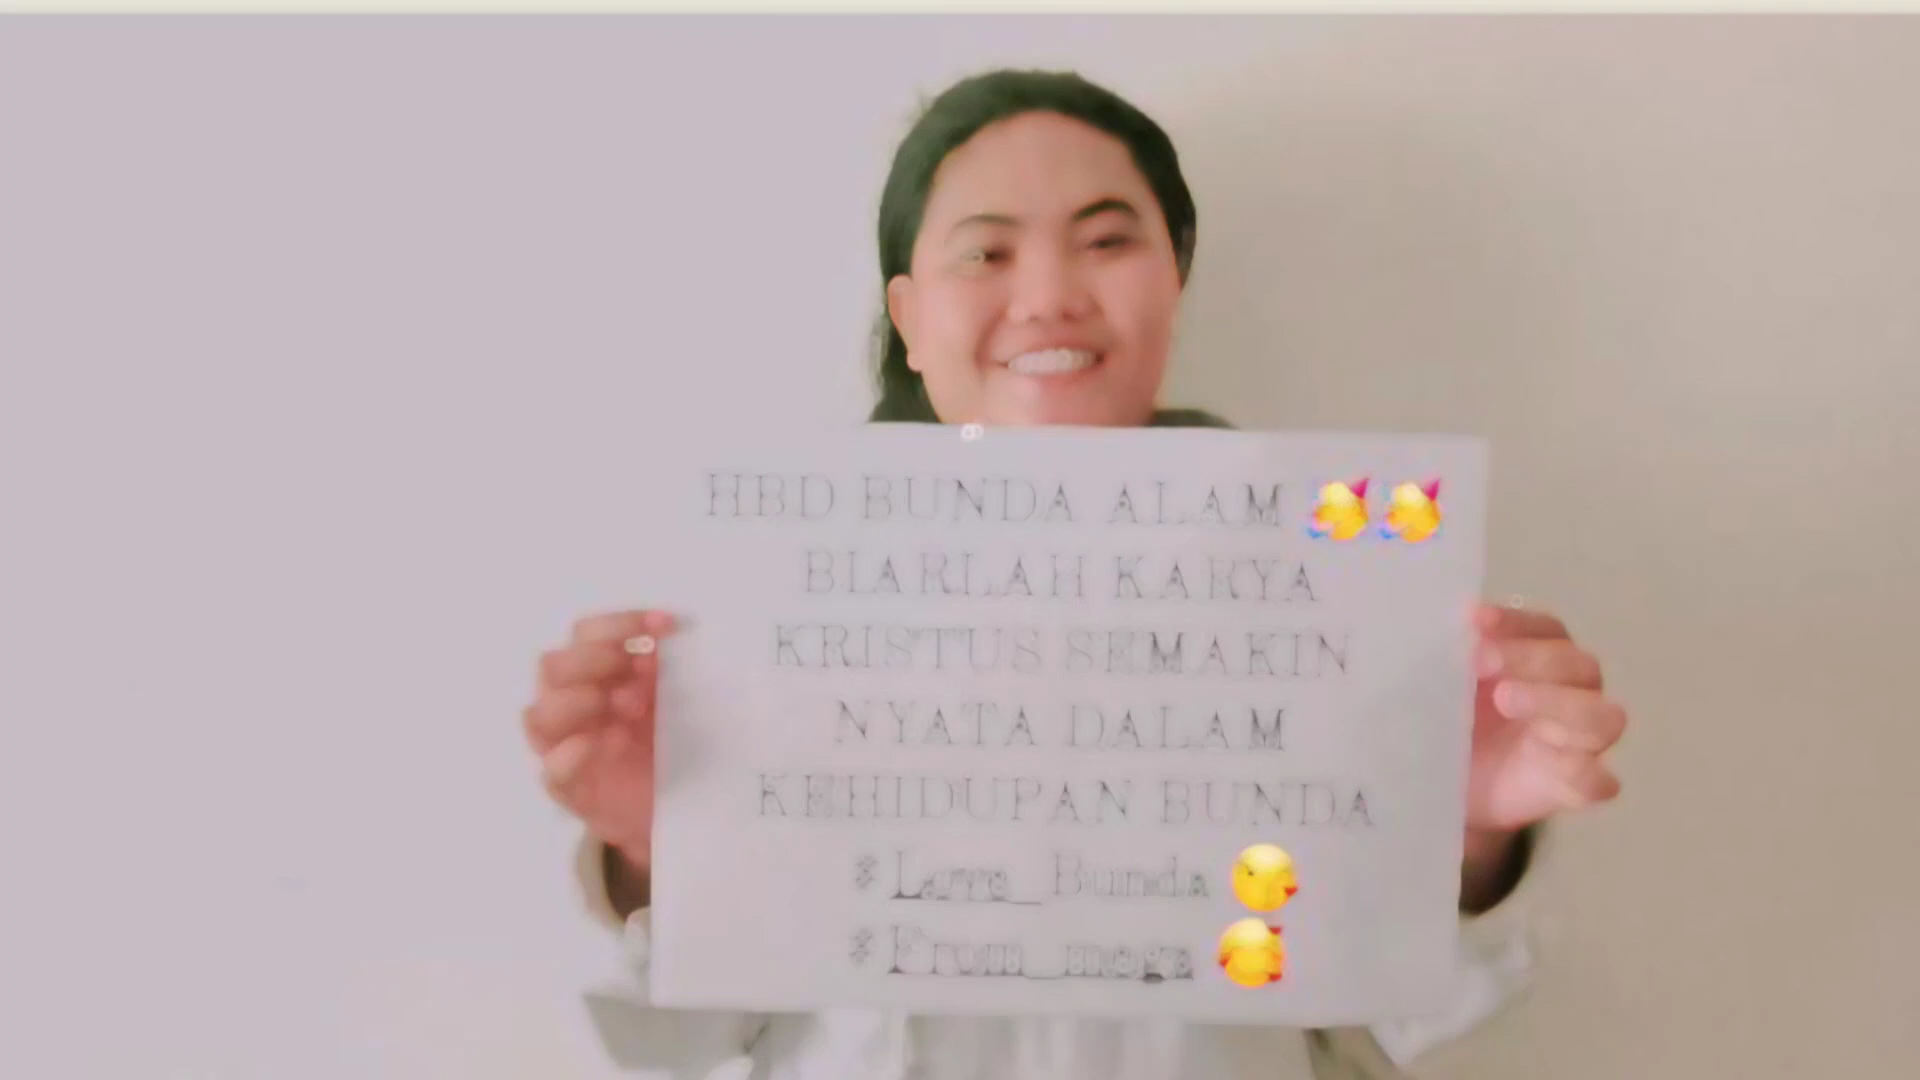 HBD BUNDA ALAM 🥳🥳
BIARLAH KARYA
KRISTUS SEMAKIN
NYATA DALAM
KEHIDUPAN BUNDA
#Love_Bunda 😘
#From_mega 🥰